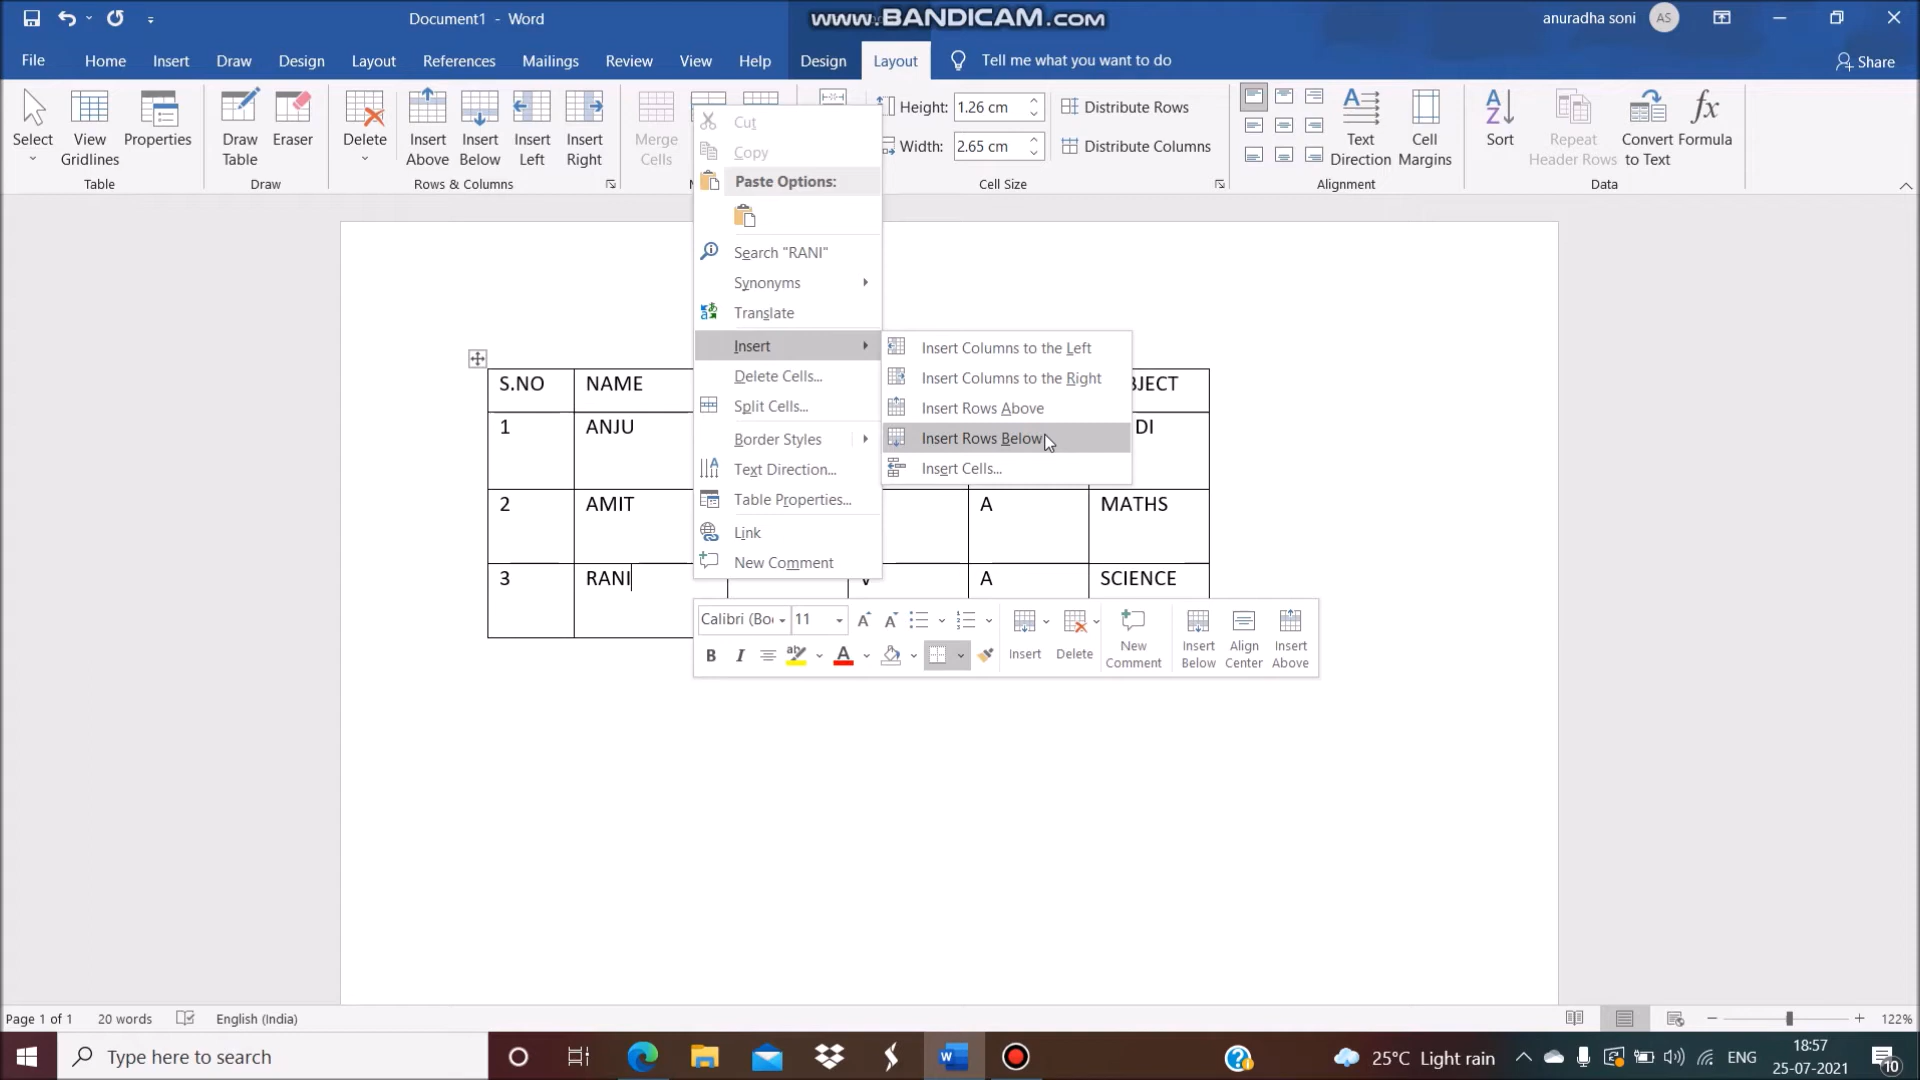 Document1 - Word
www.BANDICAM.com
anuradha soni
AS
File
Home
Insert
Draw
Design
Layout
References
Mailings
Review
View
Help
Design
Layout
Tell me what you want to do
Share
Select
View
Gridlines
Properties
Table
Draw
Table
Eraser
Draw
Delete
Insert
Above
Insert
Below
Insert
Left
Insert
Right
Rows & Columns
Merge
Cells
Height: 1.26 cm
Width: 2.65 cm
Distribute Rows
Distribute Columns
Cell Size
Text
Direction
Cell
Margins
Alignment
Sort
Repeat
Header Rows
Convert
to Text
Formula
Data
Cut
Copy
Paste Options:
Search "RANI"
Synonyms
Translate
Insert
Delete Cells...
Split Cells...
Border Styles
Text Direction...
Table Properties...
Link
New Comment
Insert Columns to the Left
Insert Columns to the Right
Insert Rows Above
Insert Rows Below
Insert Cells...
S.NO NAME BJECT
1 ANJU DI
2 AMIT A MATHS
3 RANI V A SCIENCE
Calibri (Bo 11
B I A
Insert
Delete
New
Comment
Insert
Below
Align
Center
Insert
Above
Page 1 of 1
20 words
English (India)
122%
Type here to search
25°C Light rain
ENG
18:57
25-07-2021
10